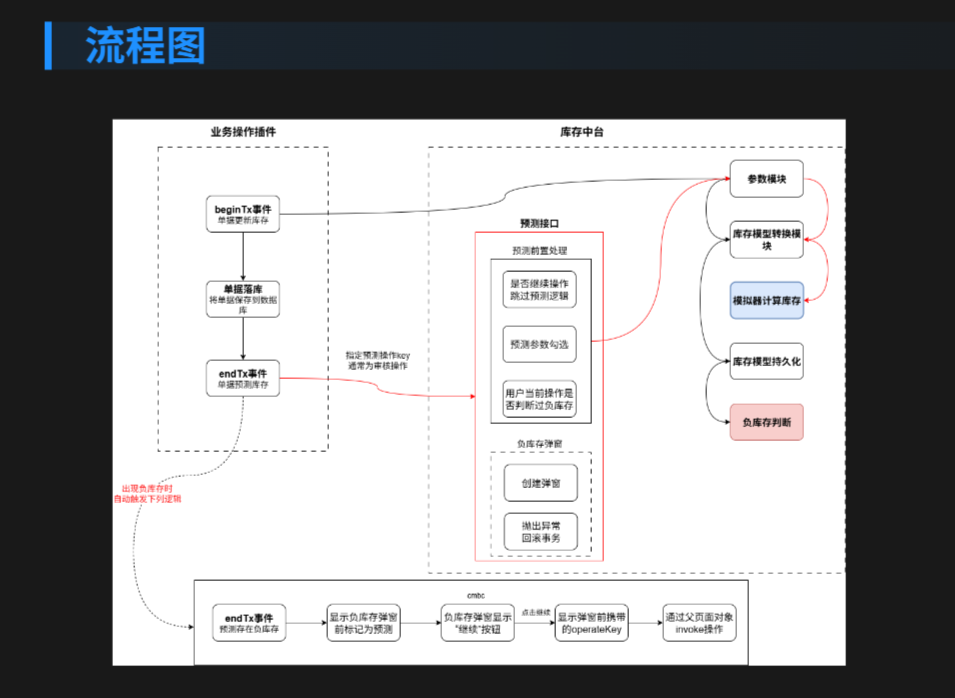 流程图
业务操作插件
库存中台
beginTx事件
单据更新库存
单据落库
将单据保存到数据
库
endTx事件
单据预测库存
指定预测操作key
通常为审核操作
预测接口
预测前置处理
是否继续操作
跳过预测逻辑
预测参数勾选
用户当前操作是
否判断过负库存
负库存弹窗
创建弹窗
抛出异常
回滚事务
参数模块
库存模型转换模
块
模拟器计算库存
库存模型持久化
负库存判断
出现负库存时
自动触发下列逻辑
cmbc
endTx事件
预测存在负库存
显示负库存弹窗
前标记为预测
负库存弹窗显示
"继续"按钮
点击继续
显示弹窗前携带
的operateKey
通过父页面对象
invoke操作